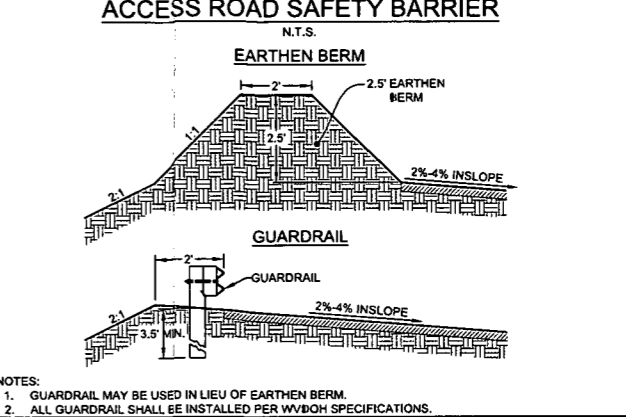 ACCESS ROAD SAFETY BARRIER
N.T.S.
EARTHEN BERM
2'
2.5' EARTHEN
BERM
1:1
2.5'
2%-4% INSLOPE
2:1
GUARDRAIL
2'
GUARDRAIL
2%-4% INSLOPE
2:1
3.5' MIN.
NOTES:
1. GUARDRAIL MAY BE USED IN LIEU OF EARTHEN BERM.
2. ALL GUARDRAIL SHALL BE INSTALLED PER WVDOH SPECIFICATIONS.